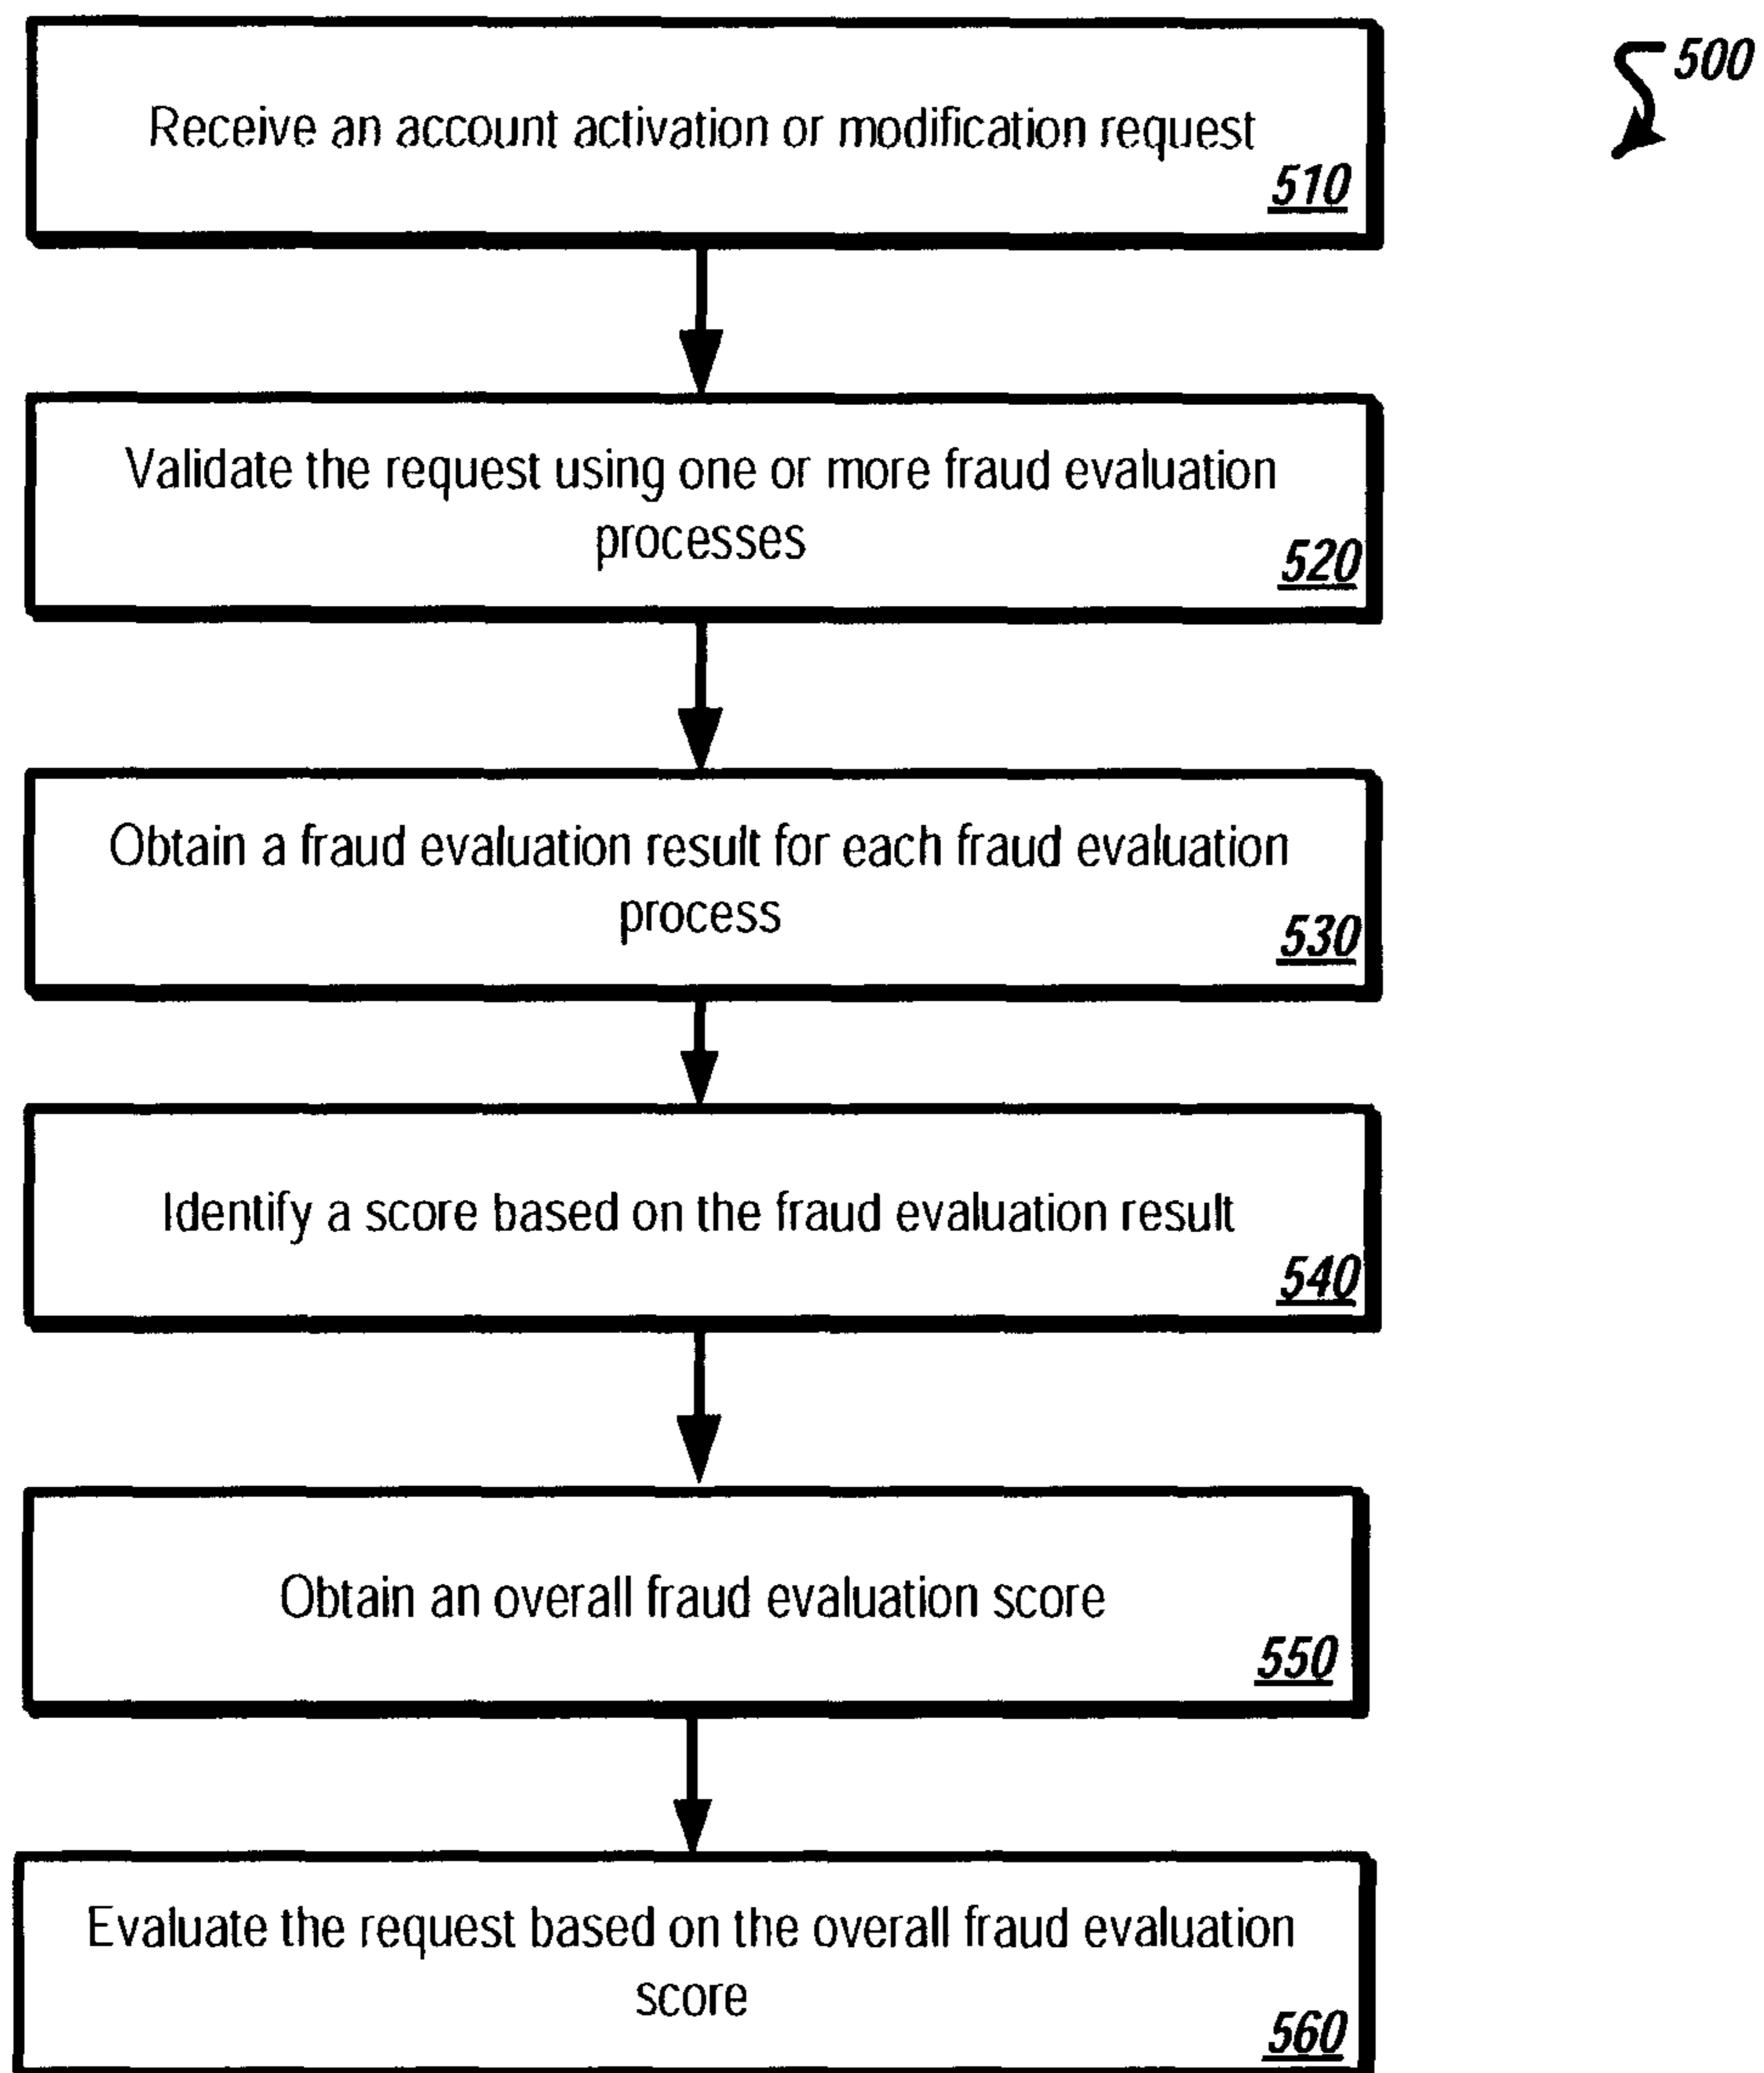 500
Receive an account activation or modification request
510
Validate the request using one or more fraud evaluation
processes
520
Obtain a fraud evaluation result for each fraud evaluation
process
530
Identify a score based on the fraud evaluation result
540
Obtain an overall fraud evaluation score
550
Evaluate the request based on the overall fraud evaluation
score
560